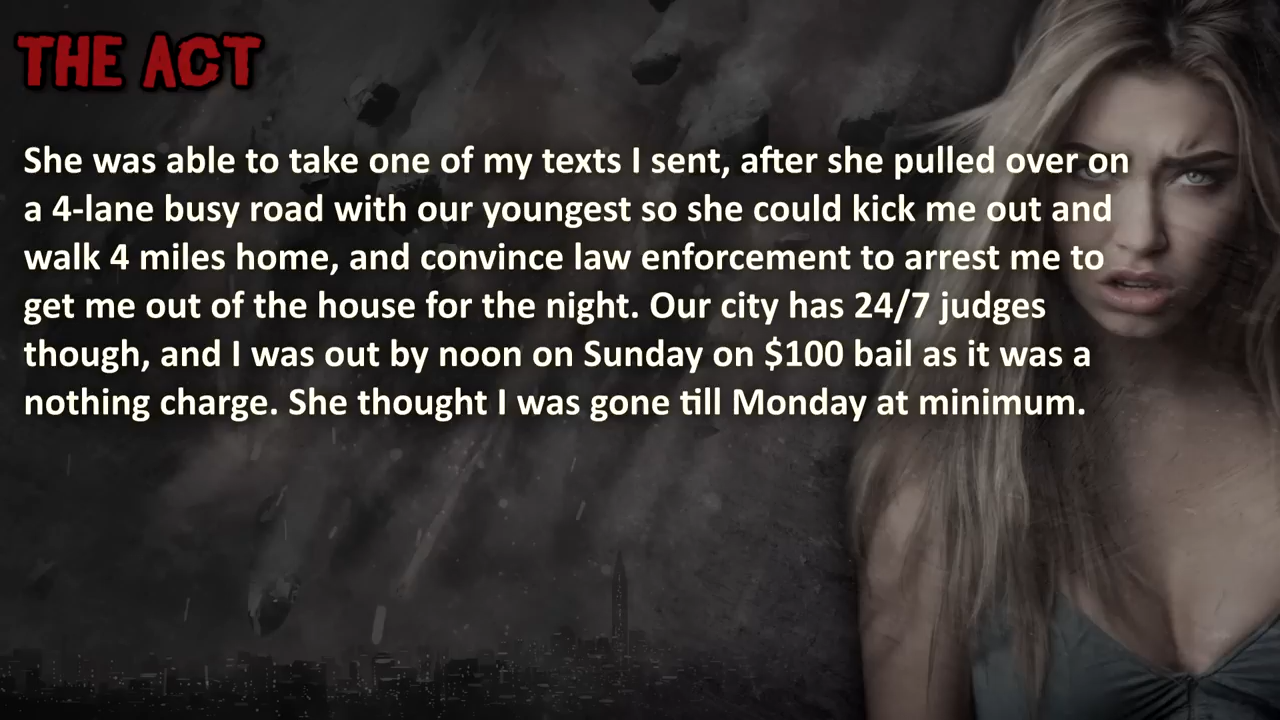 THE ACT
She was able to take one of my texts I sent, after she pulled over on
a 4-lane busy road with our youngest so she could kick me out and
walk 4 miles home, and convince law enforcement to arrest me to
get me out of the house for the night. Our city has 24/7 judges
though, and I was out by noon on Sunday on $100 bail as it was a
nothing charge. She thought I was gone till Monday at minimum.